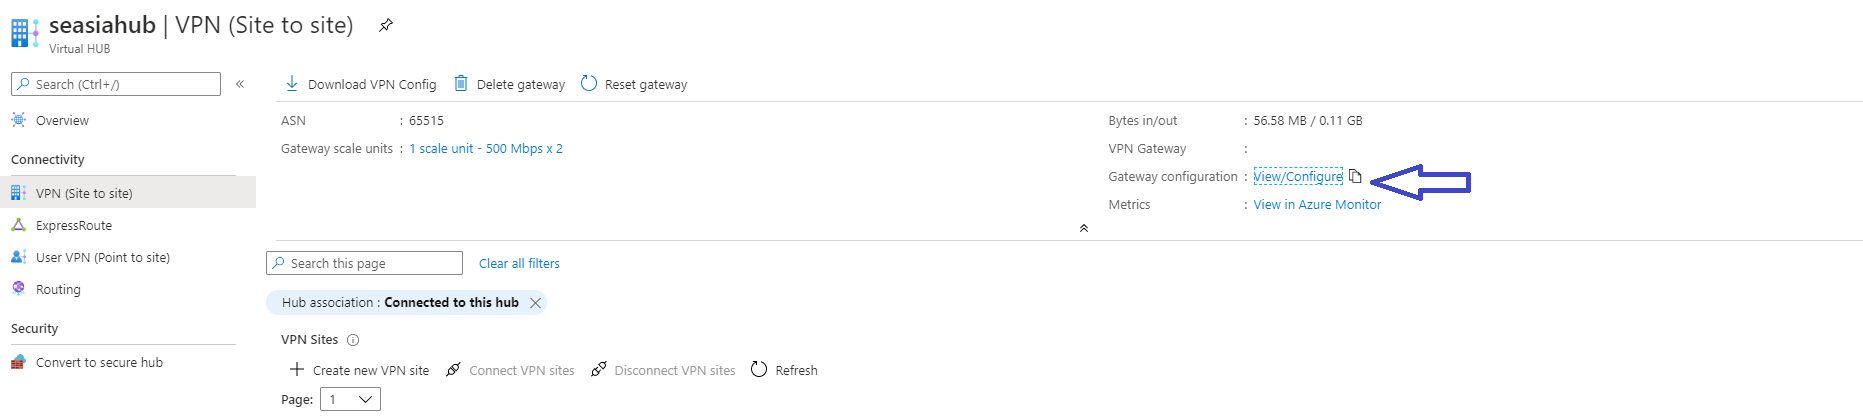 seasiahub | VPN (Site to site)
Virtual HUB
Search (Ctrl+/)
«
Overview
Connectivity
VPN (Site to site)
ExpressRoute
User VPN (Point to site)
Routing
Security
Convert to secure hub
Download VPN Config Delete gateway Reset gateway
ASN : 65515
Gateway scale units : 1 scale unit - 500 Mbps x 2
Bytes in/out : 56.58 MB / 0.11 GB
VPN Gateway :
Gateway configuration : View/Configure
Metrics : View in Azure Monitor
Search this page Clear all filters
Hub association : Connected to this hub
VPN Sites
Create new VPN site Connect VPN sites Disconnect VPN sites Refresh
Page: 1